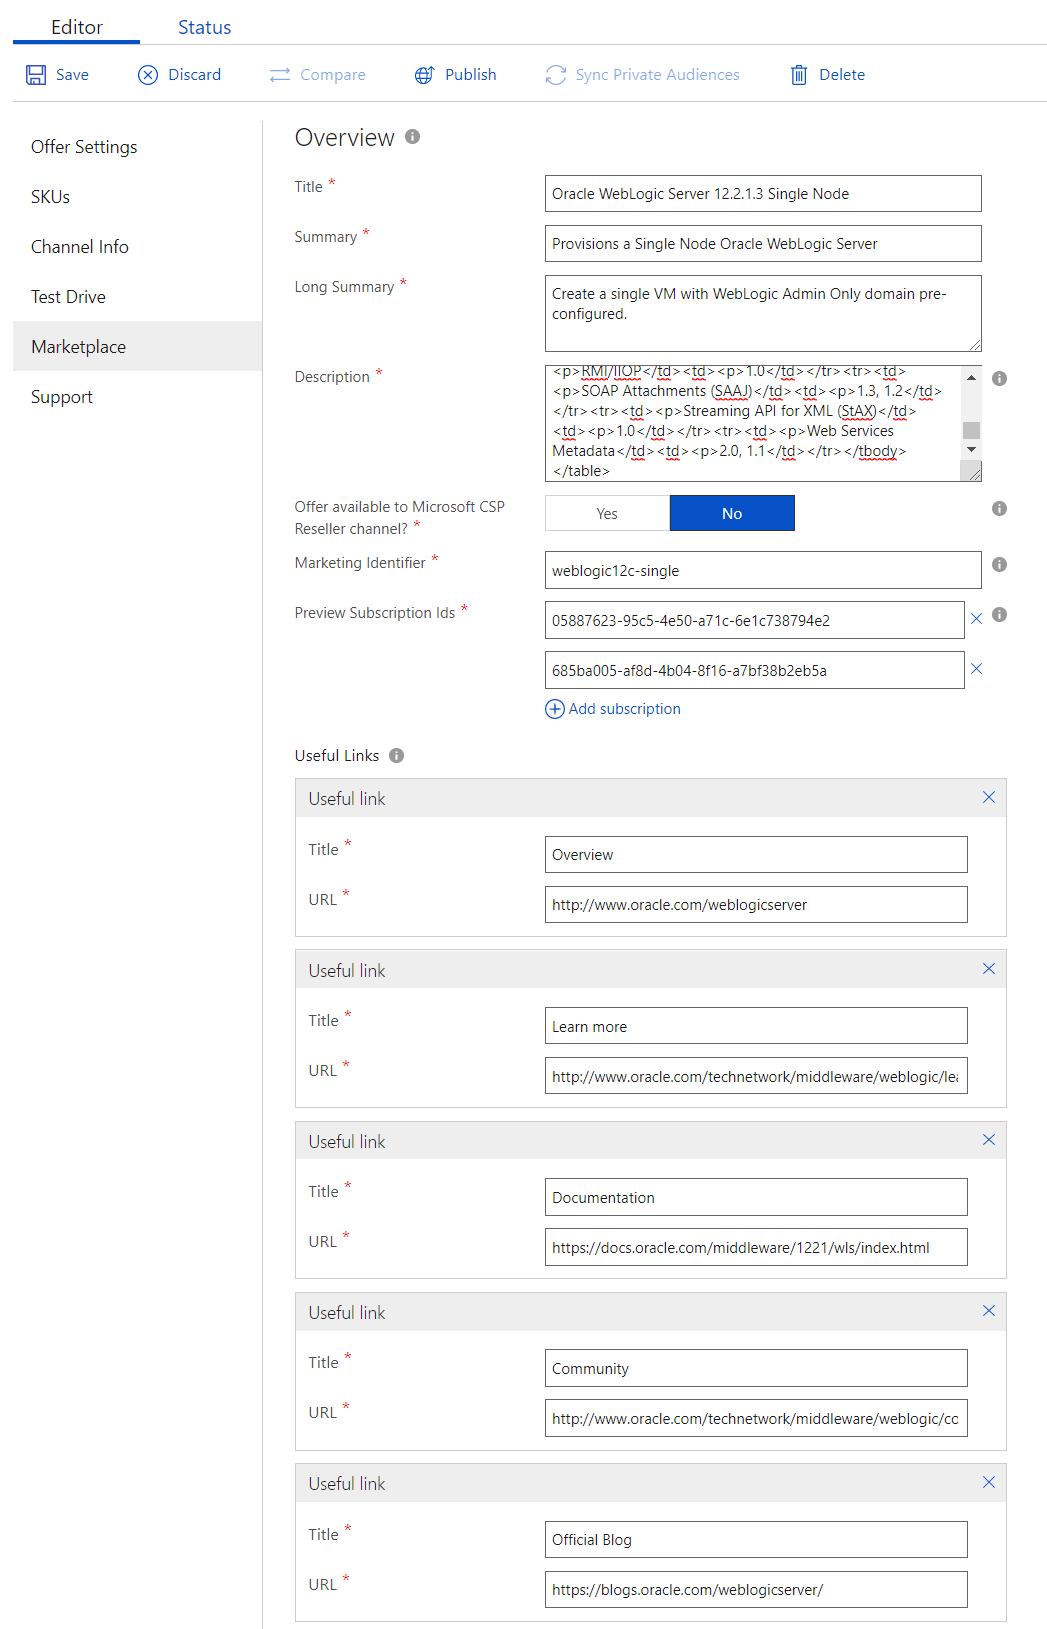 Editor Status
Save Discard Compare Publish Sync Private Audiences Delete
Offer Settings
SKUs
Channel Info
Test Drive
Marketplace
Support
Overview
Title *
Oracle WebLogic Server 12.2.1.3 Single Node
Summary *
Provisions a Single Node Oracle WebLogic Server
Long Summary *
Create a single VM with WebLogic Admin Only domain pre-
configured.
Description *
<p>RMI/IIOP</td><td><p>1.0</td></tr><tr><td>
<p>SOAP Attachments (SAAJ)</td><td><p>1.3, 1.2</td>
</tr><tr><td><p>Streaming API for XML (StAX)</td>
<td><p>1.0</td></tr><tr><td><p>Web Services
Metadata</td><td><p>2.0, 1.1</td></tr></tbody>
</table>
Offer available to Microsoft CSP
Reseller channel? *
Yes No
Marketing Identifier *
weblogic12c-single
Preview Subscription Ids *
05887623-95c5-4e50-a71c-6e1c738794e2
685ba005-af8d-4b04-8f16-a7bf38b2eb5a
Add subscription
Useful Links
Useful link
Title *
Overview
URL *
http://www.oracle.com/weblogicserver
Useful link
Title *
Learn more
URL *
http://www.oracle.com/technetwork/middleware/weblogic/lea
Useful link
Title *
Documentation
URL *
https://docs.oracle.com/middleware/1221/wls/index.html
Useful link
Title *
Community
URL *
http://www.oracle.com/technetwork/middleware/weblogic/co
Useful link
Title *
Official Blog
URL *
https://blogs.oracle.com/weblogicserver/